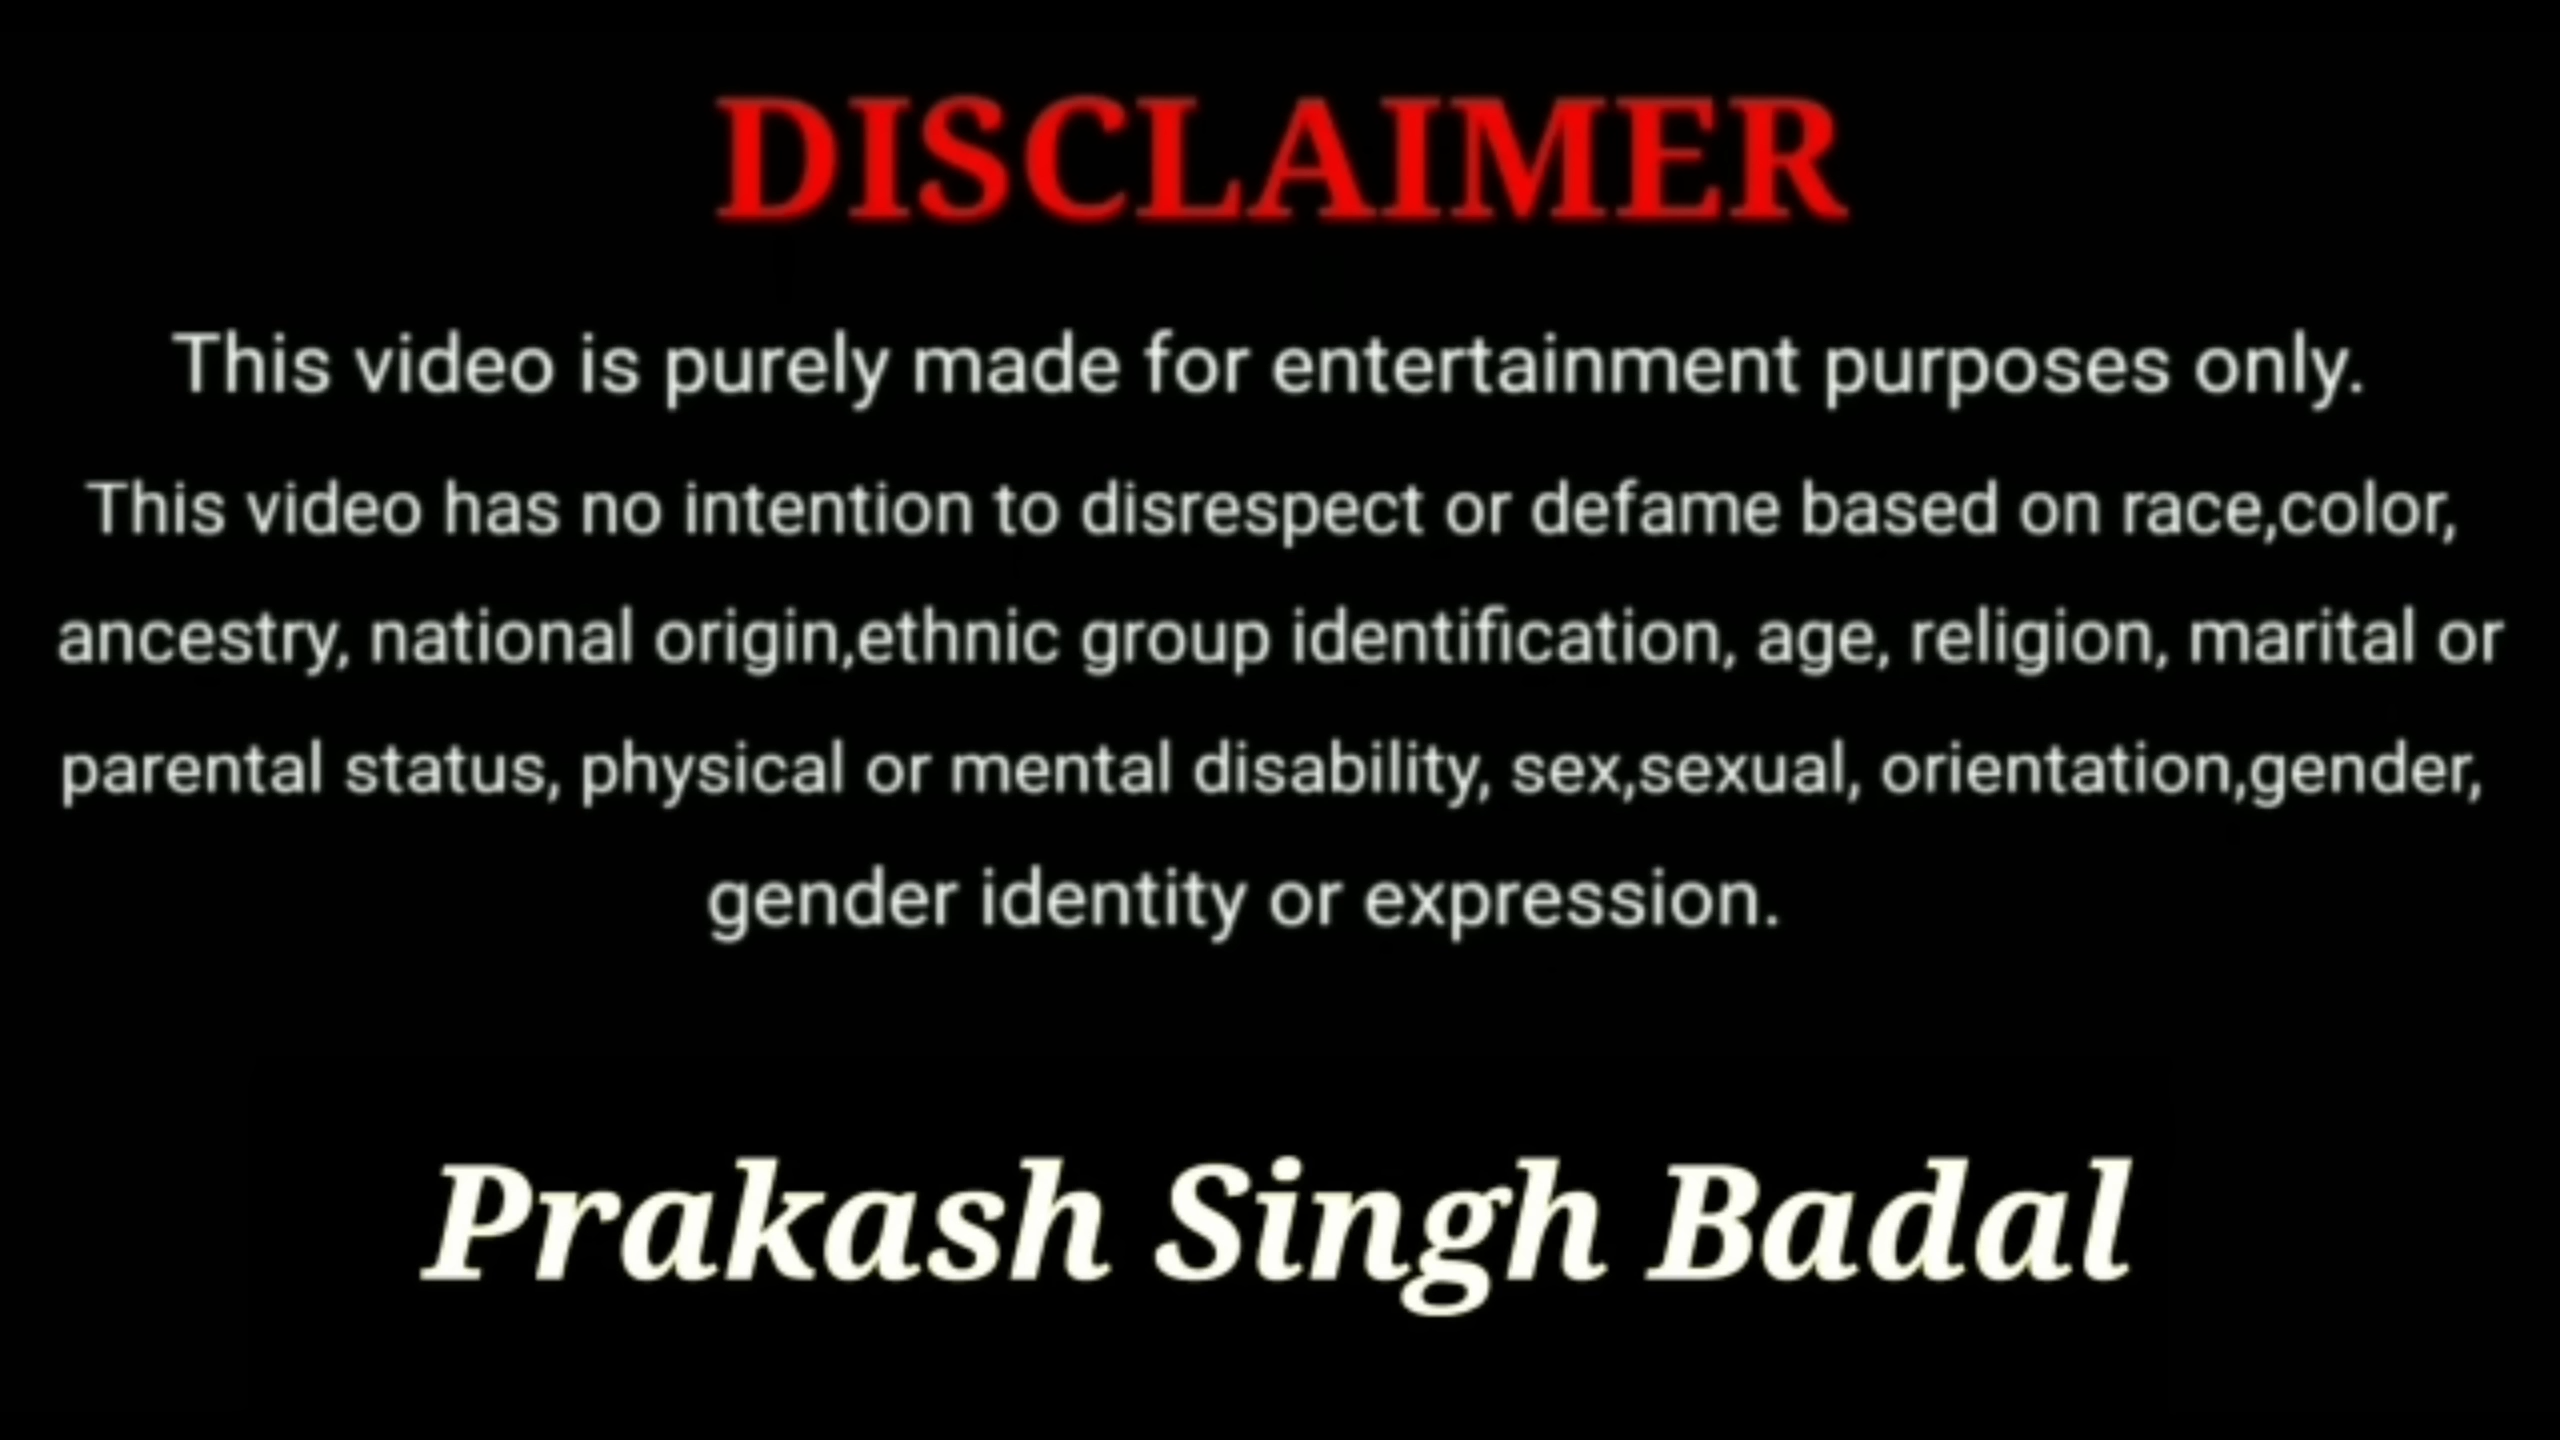 DISCLAIMER
This video is purely made for entertainment purposes only.
This video has no intention to disrespect or defame based on race,color,
ancestry, national origin,ethnic group identification, age, religion, marital or
parental status, physical or mental disability, sex,sexual, orientation,gender,
gender identity or expression.
Prakash Singh Badal